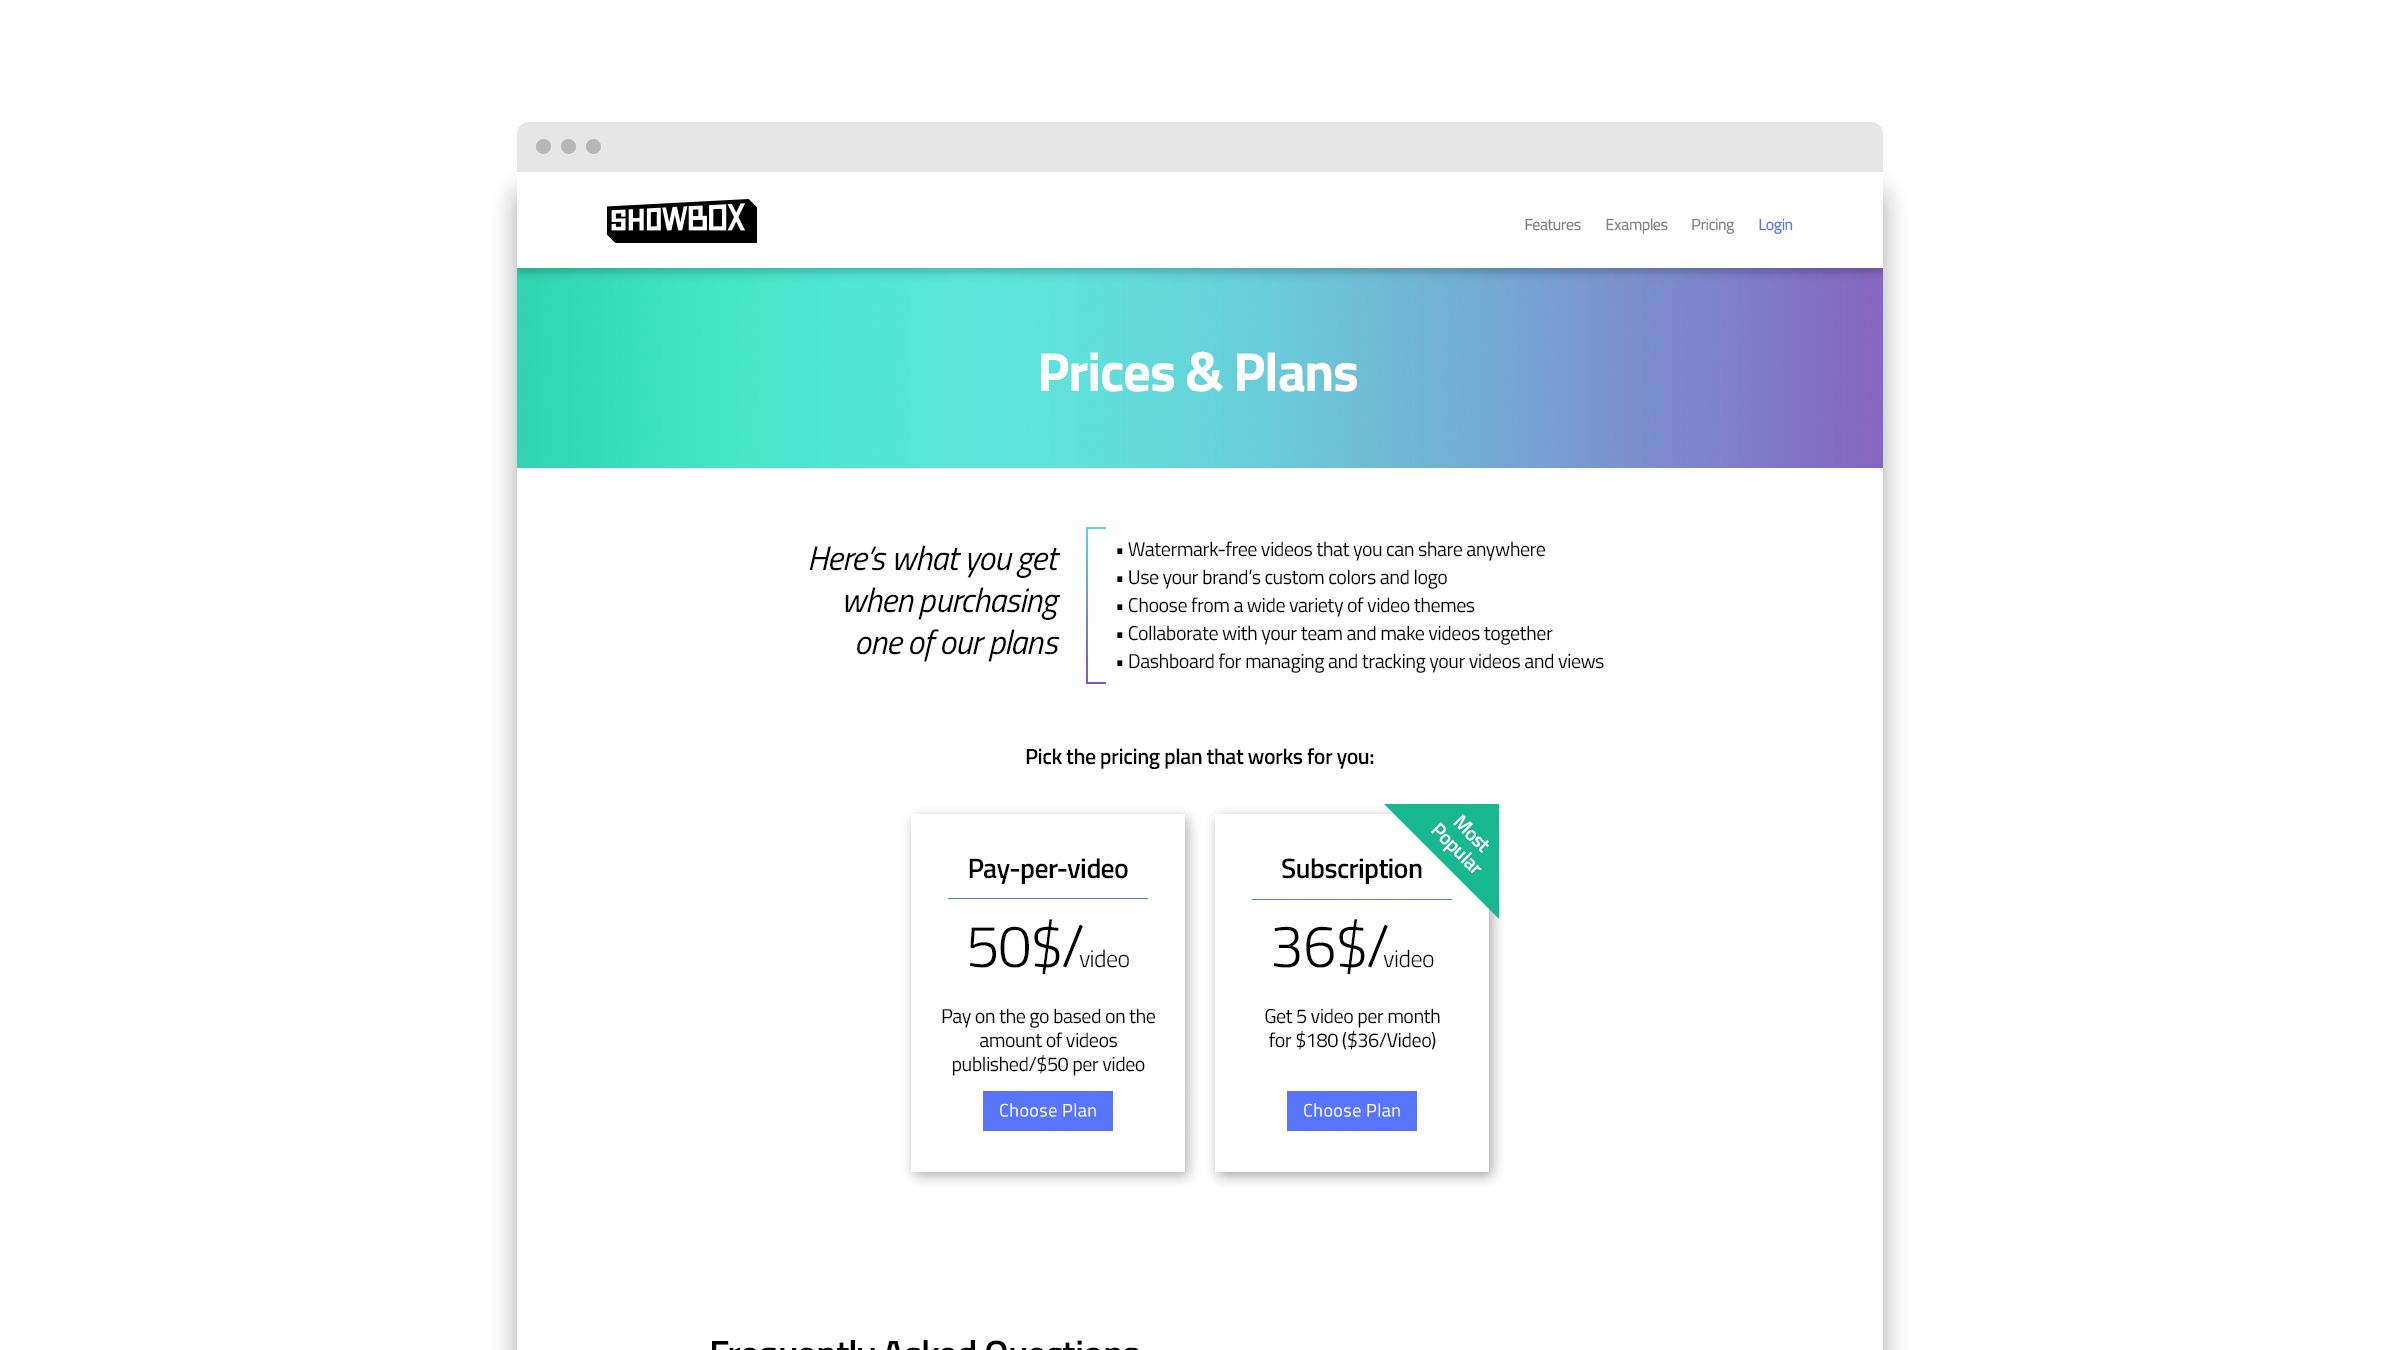 SHOWBOX
Features Examples Pricing Login
Prices & Plans
Here's what you get
when purchasing
one of our plans
▪ Watermark-free videos that you can share anywhere
▪ Use your brand's custom colors and logo
▪ Choose from a wide variety of video themes
▪ Collaborate with your team and make videos together
▪ Dashboard for managing and tracking your videos and views
Pick the pricing plan that works for you:
Pay-per-video
50$/video
Pay on the go based on the
amount of videos
published/$50 per video
Choose Plan
Most
Popular
Subscription
36$/video
Get 5 video per month
for $180 ($36/Video)
Choose Plan
Frequently Asked Questions